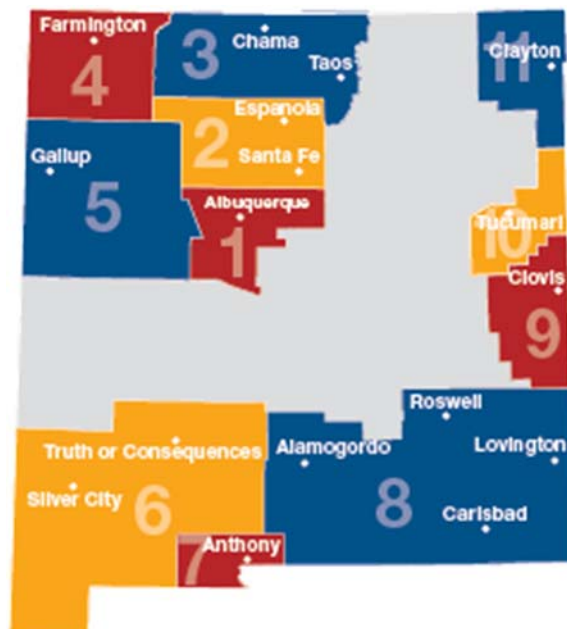 Farmington
4
3
Chama
Taos
11
Clayton
Espanola
2
Santa Fe
Gallup
5
Albuquerque
1
Tucumari
10
Clovis
9
Roswell
Truth or Consequences
Alamogordo
Lovington
Silver City
6
8
Carlsbad
7
Anthony